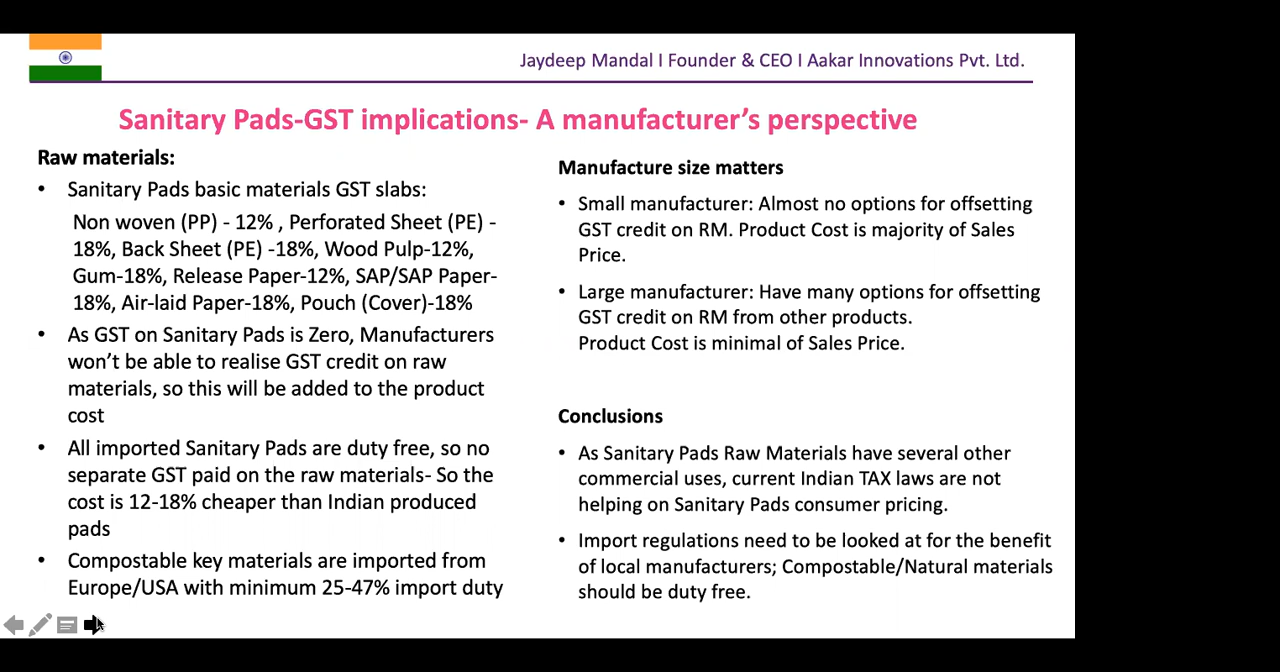 Jaydeep Mandal I Founder & CEO I Aakar Innovations Pvt. Ltd.
Sanitary Pads-GST implications- A manufacturer’s perspective
Raw materials:
• Sanitary Pads basic materials GST slabs:
Non woven (PP) - 12% , Perforated Sheet (PE) -
18%, Back Sheet (PE) -18%, Wood Pulp-12%,
Gum-18%, Release Paper-12%, SAP/SAP Paper-
18%, Air-laid Paper-18%, Pouch (Cover)-18%
• As GST on Sanitary Pads is Zero, Manufacturers
won’t be able to realise GST credit on raw
materials, so this will be added to the product
cost
• All imported Sanitary Pads are duty free, so no
separate GST paid on the raw materials- So the
cost is 12-18% cheaper than Indian produced
pads
• Compostable key materials are imported from
Europe/USA with minimum 25-47% import duty
Manufacture size matters
• Small manufacturer: Almost no options for offsetting
GST credit on RM. Product Cost is majority of Sales
Price.
• Large manufacturer: Have many options for offsetting
GST credit on RM from other products.
Product Cost is minimal of Sales Price.
Conclusions
• As Sanitary Pads Raw Materials have several other
commercial uses, current Indian TAX laws are not
helping on Sanitary Pads consumer pricing.
• Import regulations need to be looked at for the benefit
of local manufacturers; Compostable/Natural materials
should be duty free.